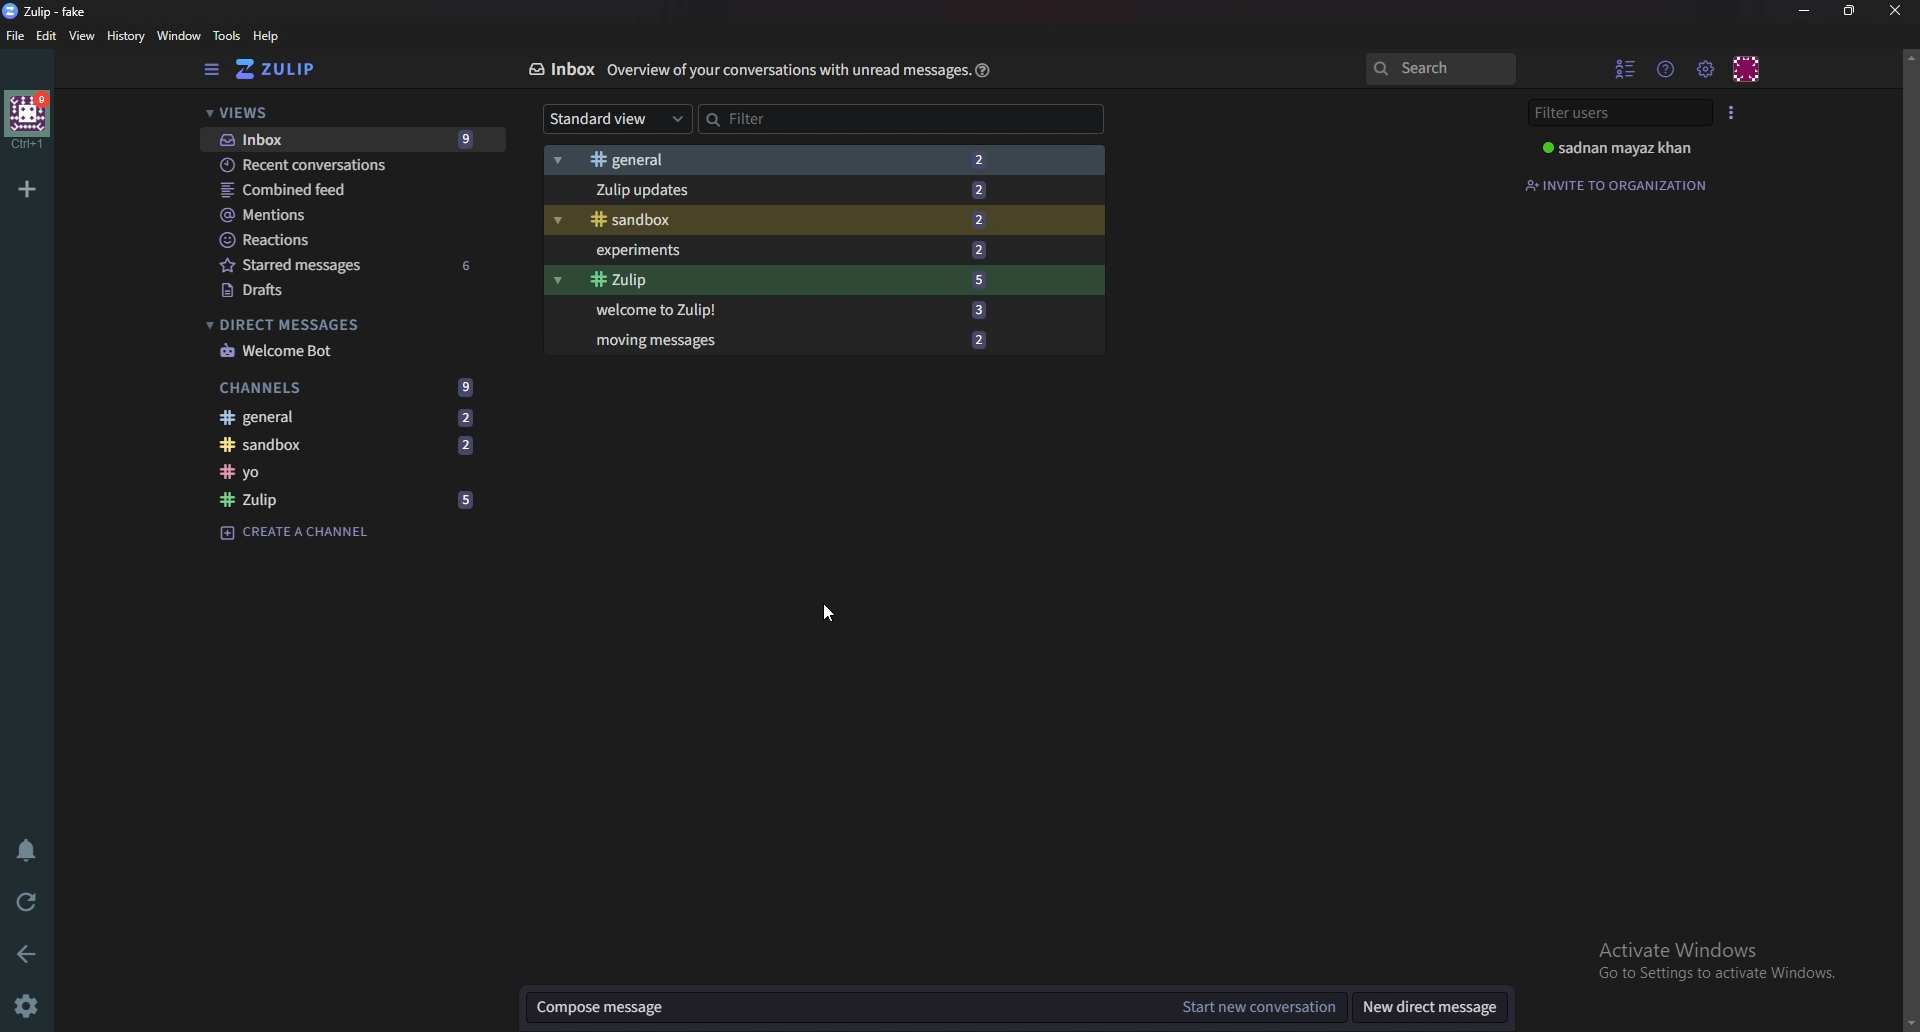 Zulip - fake
File Edit View History Window Tools Help
9
Ctrl+1
ZULIP
Inbox Overview of your conversations with unread messages.
Search
VIEWS
Inbox 9
Recent conversations
Combined feed
Mentions
Reactions
Starred messages 6
Drafts
DIRECT MESSAGES
Welcome Bot
CHANNELS 9
# general 2
# sandbox 2
# yo
# Zulip 5
CREATE A CHANNEL
Standard view Filter
# general 2
Zulip updates 2
# sandbox 2
experiments 2
# Zulip 5
welcome to Zulip! 3
moving messages 2
Filter users
sadnan mayaz khan
INVITE TO ORGANIZATION
Activate Windows
Go to Settings to activate Windows.
Compose message Start new conversation New direct message